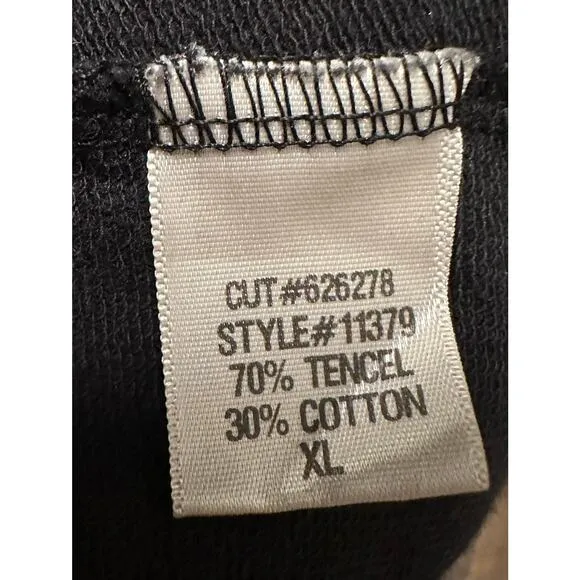 CUT#626278
STYLE#11379
70% TENCEL
30% COTTON
XL